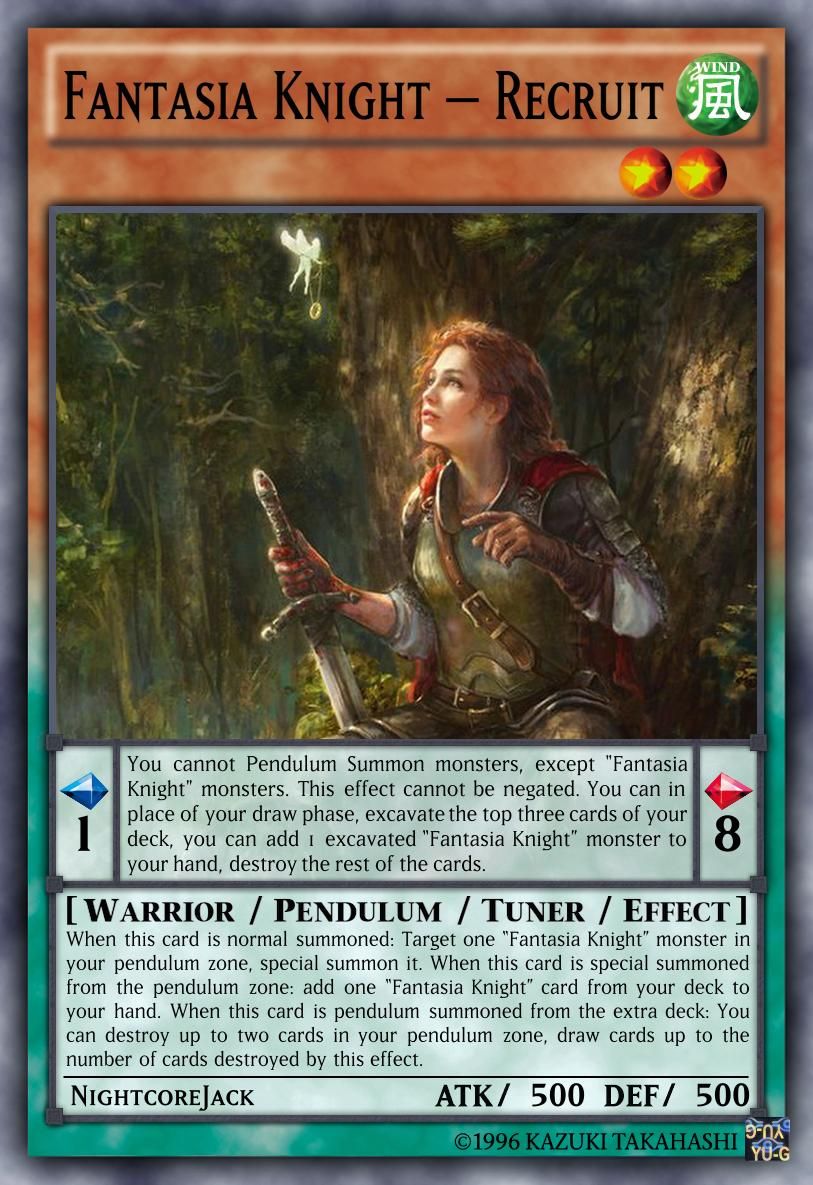 Fantasia Knight – Recruit
WIND
風
You cannot Pendulum Summon monsters, except "Fantasia
Knight" monsters. This effect cannot be negated. You can in
place of your draw phase, excavate the top three cards of your
deck, you can add 1 excavated "Fantasia Knight" monster to
your hand, destroy the rest of the cards.
1
8
[ Warrior / Pendulum / Tuner / Effect ]
When this card is normal summoned: Target one "Fantasia Knight" monster in
your pendulum zone, special summon it. When this card is special summoned
from the pendulum zone: add one "Fantasia Knight" card from your deck to
your hand. When this card is pendulum summoned from the extra deck: You
can destroy up to two cards in your pendulum zone, draw cards up to the
number of cards destroyed by this effect.
NightcoreJack
ATK/ 500 DEF/ 500
©1996 KAZUKI TAKAHASHI
YU-G
YU-G